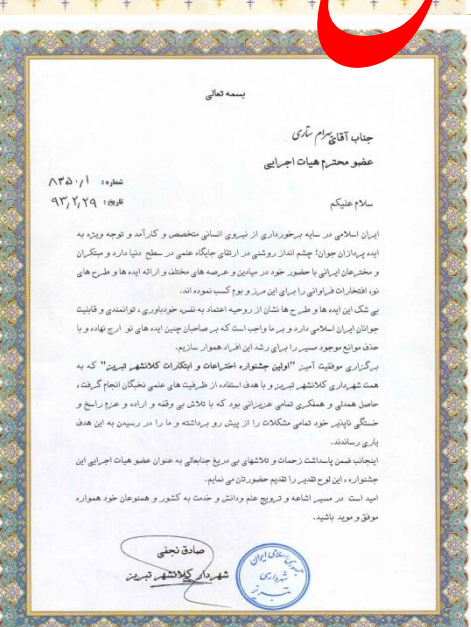 بسمه تعالی
جناب آقای بهرام ستاری
عضو محترم هیات اجرایی
شماره: ۸۳۵۰/۱
تاریخ: ۹۳/۲/۲۹
سلام علیکم
ایران اسلامی در سایه برخورداری از نیروی انسانی متخصص و کارآمد و توجه ویژه به
ایده پردازان جوان؛ چشم انداز روشنی در ارتقای جایگاه علمی در سطح دنیا دارد و مبتکران
و مخترعان ایرانی با حضور خود در میادین و عرصه های مختلف و ارائه ایده ها و طرح های
نو، افتخارات فراوانی را برای این مرز و بوم کسب نموده اند.
بی شک این ایده ها و طرح ها نشان از روحیه اعتماد به نفس، خودباوری، توانمندی و قابلیت
جوانان ایران اسلامی دارد و بر ما واجب است که بر صاحبان چنین ایده های نو ارج نهاده و با
حذف موانع موجود مسیر را برای رشد این افراد هموار سازیم.
برگزاری موفقیت آمیز "اولین جشنواره اختراعات و ابتکارات کلانشهر تبریز" که به
همت شهرداری کلانشهر تبریز و با هدف استفاده از ظرفیت های علمی نخبگان انجام گرفت،
حاصل همدلی و همفکری تمامی عزیزانی بود که با تلاش بی وقفه و اراده و عزم راسخ و
خستگی ناپذیر خود تمامی مشکلات را از پیش رو برداشته و ما را در رسیدن به این هدف
یاری رساندند.
اینجانب ضمن پاسداشت زحمات و تلاشهای بی دریغ جنابعالی به عنوان عضو هیات اجرایی این
جشنواره، این لوح تقدیر را تقدیم حضورتان می نمایم.
امید است در مسیر اشاعه و ترویج علم ودانش و خدمت به کشور و همنوعان خود همواره
موفق و موید باشید.
صادق نجفی
شهردار کلانشهر تبریز
جمهوری اسلامی ایران
شهرداری
تبریز